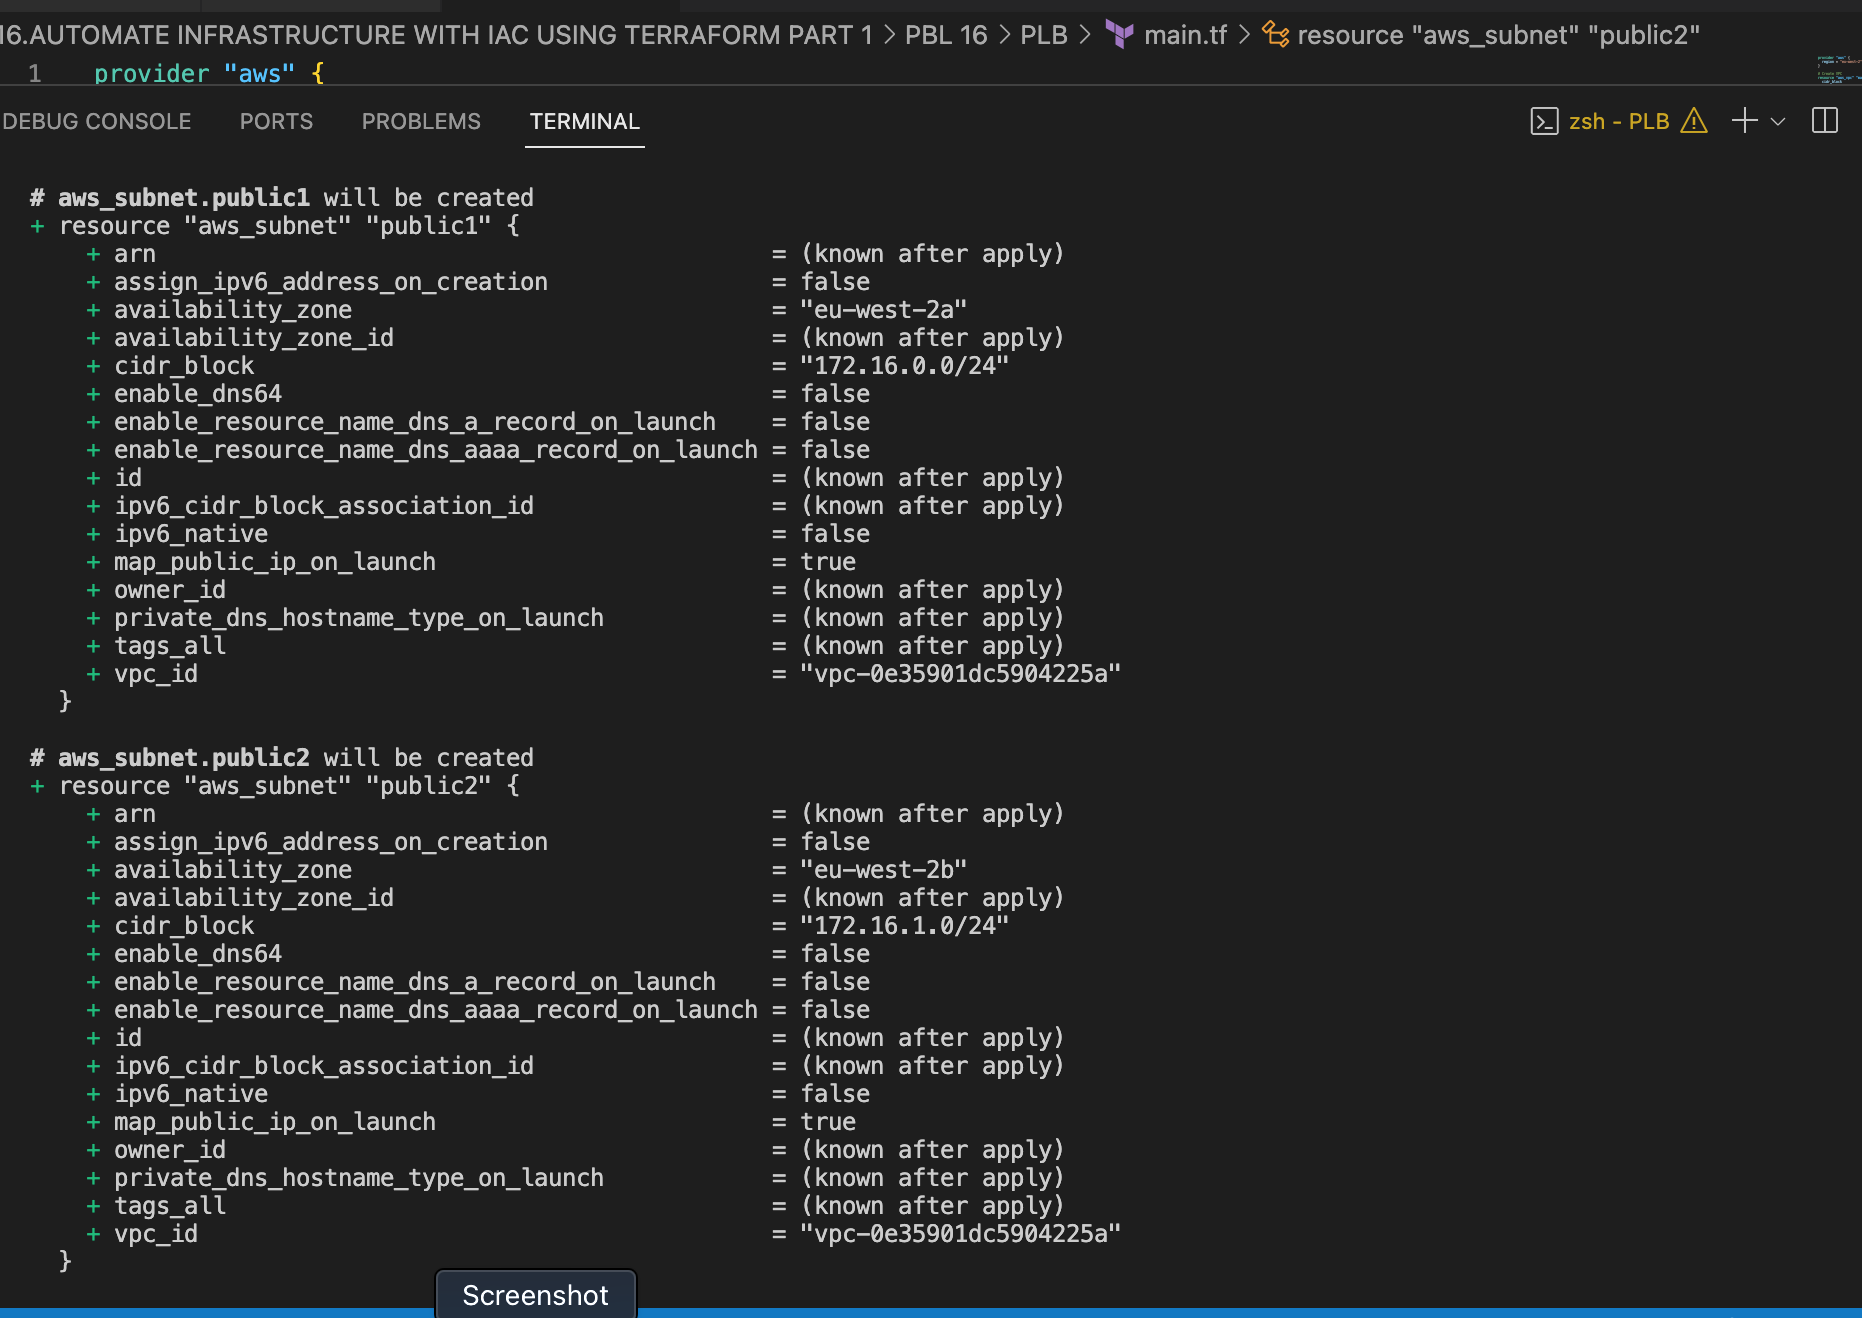 16.AUTOMATE INFRASTRUCTURE WITH IAC USING TERRAFORM PART 1 > PBL 16 > PLB > main.tf > resource "aws_subnet" "public2"
1 provider "aws" {
DEBUG CONSOLE PORTS PROBLEMS TERMINAL zsh - PLB
# aws_subnet.public1 will be created
+ resource "aws_subnet" "public1" {
+ arn = (known after apply)
+ assign_ipv6_address_on_creation = false
+ availability_zone = "eu-west-2a"
+ availability_zone_id = (known after apply)
+ cidr_block = "172.16.0.0/24"
+ enable_dns64 = false
+ enable_resource_name_dns_a_record_on_launch = false
+ enable_resource_name_dns_aaaa_record_on_launch = false
+ id = (known after apply)
+ ipv6_cidr_block_association_id = (known after apply)
+ ipv6_native = false
+ map_public_ip_on_launch = true
+ owner_id = (known after apply)
+ private_dns_hostname_type_on_launch = (known after apply)
+ tags_all = (known after apply)
+ vpc_id = "vpc-0e35901dc5904225a"
}
# aws_subnet.public2 will be created
+ resource "aws_subnet" "public2" {
+ arn = (known after apply)
+ assign_ipv6_address_on_creation = false
+ availability_zone = "eu-west-2b"
+ availability_zone_id = (known after apply)
+ cidr_block = "172.16.1.0/24"
+ enable_dns64 = false
+ enable_resource_name_dns_a_record_on_launch = false
+ enable_resource_name_dns_aaaa_record_on_launch = false
+ id = (known after apply)
+ ipv6_cidr_block_association_id = (known after apply)
+ ipv6_native = false
+ map_public_ip_on_launch = true
+ owner_id = (known after apply)
+ private_dns_hostname_type_on_launch = (known after apply)
+ tags_all = (known after apply)
+ vpc_id = "vpc-0e35901dc5904225a"
}
Screenshot